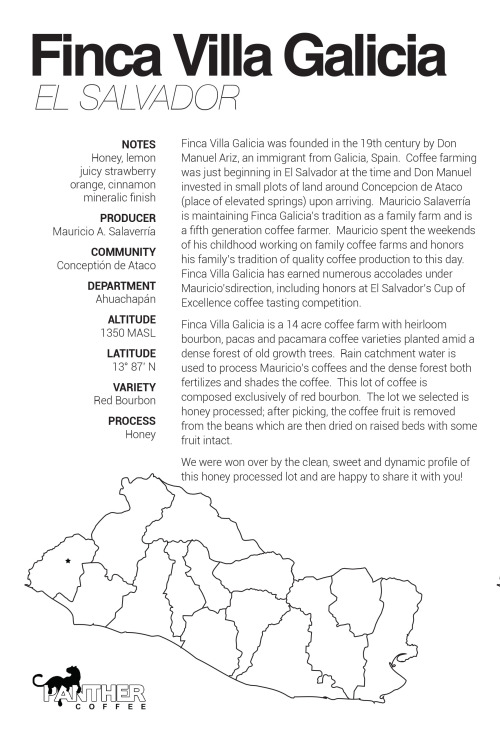 Finca Villa Galicia
EL SALVADOR
NOTES
Honey, lemon
juicy strawberry
orange, cinnamon
mineralic finish
PRODUCER
Mauricio A. Salaverría
COMMUNITY
Conceptión de Ataco
DEPARTMENT
Ahuachapán
ALTITUDE
1350 MASL
LATITUDE
13° 87' N
VARIETY
Red Bourbon
PROCESS
Honey
Finca Villa Galicia was founded in the 19th century by Don
Manuel Ariz, an immigrant from Galicia, Spain. Coffee farming
was just beginning in El Salvador at the time and Don Manuel
invested in small plots of land around Concepcion de Ataco
(place of elevated springs) upon arriving. Mauricio Salaverría
is maintaining Finca Galicia's tradition as a family farm and is
a fifth generation coffee farmer. Mauricio spent the weekends
of his childhood working on family coffee farms and honors
his family's tradition of quality coffee production to this day.
Finca Villa Galicia has earned numerous accolades under
Mauricio'sdirection, including honors at El Salvador's Cup of
Excellence coffee tasting competition.
Finca Villa Galicia is a 14 acre coffee farm with heirloom
bourbon, pacas and pacamara coffee varieties planted amid a
dense forest of old growth trees. Rain catchment water is
used to process Mauricio's coffees and the dense forest both
fertilizes and shades the coffee. This lot of coffee is
composed exclusively of red bourbon. The lot we selected is
honey processed; after picking, the coffee fruit is removed
from the beans which are then dried on raised beds with some
fruit intact.
We were won over by the clean, sweet and dynamic profile of
this honey processed lot and are happy to share it with you!
PANTHER
COFFEE